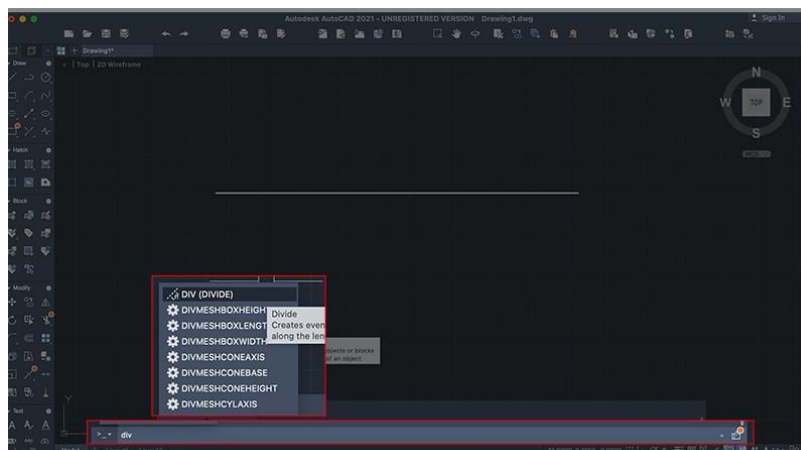 Autodesk AutoCAD 2021 - UNREGISTERED VERSION Drawing1.dwg
Sign In
Drawing1*
Draw
Top | 2D Wireframe
N
W TOP E
S
WCS
Hatch
Block
Modify
Text
DIV (DIVIDE)
DIVMESHBOXHEIGH
DIVMESHBOXLENGT
DIVMESHBOXWIDTH
DIVMESHCONEAXIS
DIVMESHCONEBASE
DIVMESHCONEHEIGHT
DIVMESHCYLAXIS
Divide
Creates even
along the len
objects or blocks
of an object
Y
>_ div
Model